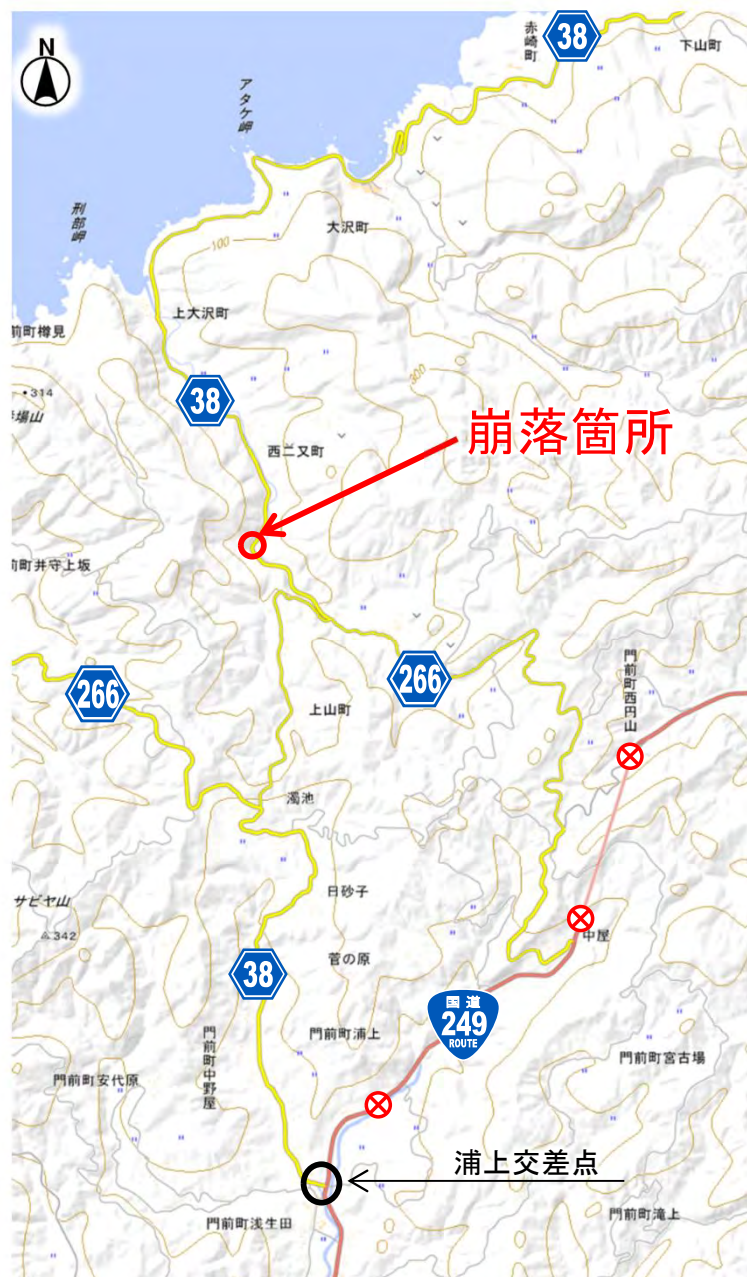 N
38
赤崎町
下山町
アタケ岬
刑部岬
大沢町
100
上大沢町
前町樽見
314
場山
38
300
崩落箇所
西二又町
前町井守上坂
266
266
門前町西円山
上山町
濁池
日砂子
サビヤ山
342
中屋
菅の原
38
国道
249
ROUTE
門前町浦上
門前町中野屋
門前町宮古場
門前町安代原
浦上交差点
門前町浅生田
門前町滝上